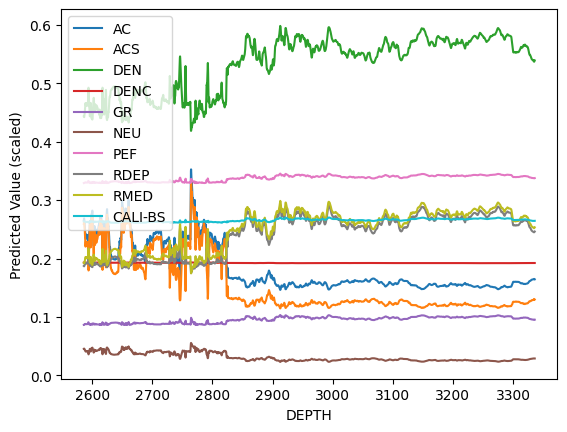 0.6
0.5
0.4
0.3
0.2
0.1
0.0
Predicted Value (scaled)
AC
ACS
DEN
DENC
GR
NEU
PEF
RDEP
RMED
CALI-BS
2600 2700 2800 2900 3000 3100 3200 3300
DEPTH